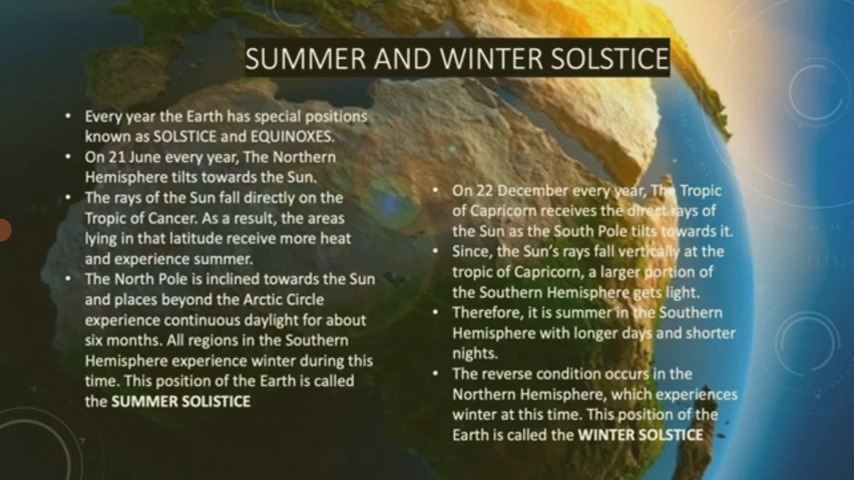 SUMMER AND WINTER SOLSTICE
• Every year the Earth has special positions
known as SOLSTICE and EQUINOXES.
• On 21 June every year, The Northern
Hemisphere tilts towards the Sun.
• The rays of the Sun fall directly on the
Tropic of Cancer. As a result, the areas
lying in that latitude receive more heat
and experience summer.
• The North Pole is inclined towards the Sun
and places beyond the Arctic Circle
experience continuous daylight for about
six months. All regions in the Southern
Hemisphere experience winter during this
time. This position of the Earth is called
the SUMMER SOLISTICE
• On 22 December every year, The Tropic
of Capricorn receives the direct rays of
the Sun as the South Pole tilts towards it.
• Since, the Sun's rays fall vertically at the
tropic of Capricorn, a larger portion of
the Southern Hemisphere gets light.
• Therefore, it is summer in the Southern
Hemisphere with longer days and shorter
nights.
• The reverse condition occurs in the
Northern Hemisphere, which experiences
winter at this time. This position of the
Earth is called the WINTER SOLSTICE